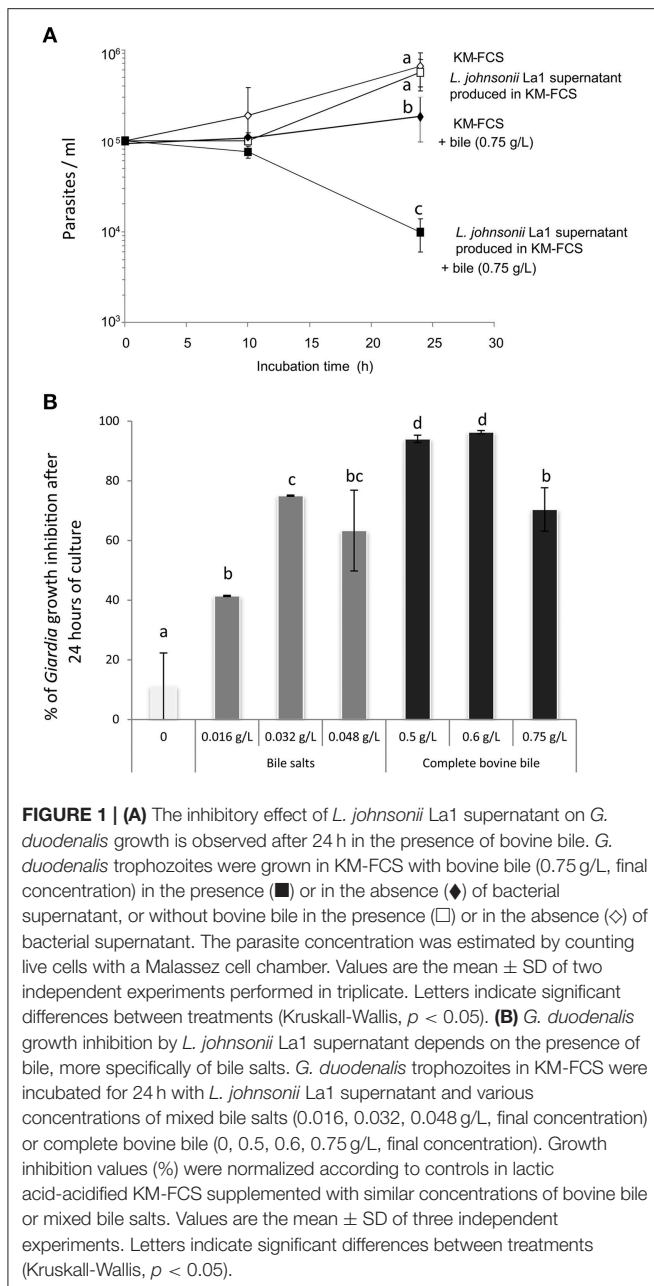 A
10⁶
10⁵
10⁴
10³
Parasites / ml
a
a
b
c
KM-FCS
L. johnsonii La1 supernatant
produced in KM-FCS
KM-FCS
+ bile (0.75 g/L)
L. johnsonii La1 supernatant
produced in KM-FCS
+ bile (0.75 g/L)
0 5 10 15 20 25 30
Incubation time (h)
B
% of Giardia growth inhibition after
24 hours of culture
100
80
60
40
20
0
a
b
c
bc
d
d
b
0 0.016 g/L 0.032 g/L 0.048 g/L 0.5 g/L 0.6 g/L 0.75 g/L
Bile salts Complete bovine bile
FIGURE 1 | (A) The inhibitory effect of L. johnsonii La1 supernatant on G.
duodenalis growth is observed after 24 h in the presence of bovine bile. G.
duodenalis trophozoites were grown in KM-FCS with bovine bile (0.75 g/L, final
concentration) in the presence (■) or in the absence (♦) of bacterial
supernatant, or without bovine bile in the presence (□) or in the absence (◇) of
bacterial supernatant. The parasite concentration was estimated by counting
live cells with a Malassez cell chamber. Values are the mean ± SD of two
independent experiments performed in triplicate. Letters indicate significant
differences between treatments (Kruskall-Wallis, p < 0.05). (B) G. duodenalis
growth inhibition by L. johnsonii La1 supernatant depends on the presence of
bile, more specifically of bile salts. G. duodenalis trophozoites in KM-FCS were
incubated for 24 h with L. johnsonii La1 supernatant and various
concentrations of mixed bile salts (0.016, 0.032, 0.048 g/L, final concentration)
or complete bovine bile (0, 0.5, 0.6, 0.75 g/L, final concentration). Growth
inhibition values (%) were normalized according to controls in lactic
acid-acidified KM-FCS supplemented with similar concentrations of bovine bile
or mixed bile salts. Values are the mean ± SD of three independent
experiments. Letters indicate significant differences between treatments
(Kruskall-Wallis, p < 0.05).